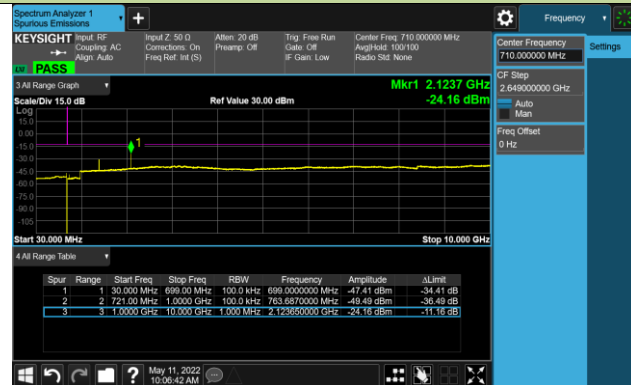 Spectrum Analyzer 1
Spurious Emissions
Frequency
KEYSIGHT
Input: RF
Coupling: AC
Align: Auto
Input Z: 50 Ω
Corrections: On
Freq Ref: Int (S)
Atten: 20 dB
Preamp: Off
Trig: Free Run
Gate: Off
IF Gain: Low
Center Freq: 710.000000 MHz
Avg|Hold: 100/100
Radio Std: None
PASS
Center Frequency
710.000000 MHz
Settings
CF Step
2.649000000 GHz
Auto
Man
Freq Offset
0 Hz
3 All Range Graph
Mkr1 2.1237 GHz
Scale/Div 15.0 dB
Ref Value 30.00 dBm
-24.16 dBm
Log
15.0
0.00
-15.0
-30.0
-45.0
-60.0
-75.0
-90.0
-105
1
Start 30.000 MHz
Stop 10.000 GHz
4 All Range Table
Spur Range Start Freq Stop Freq RBW Frequency Amplitude ΔLimit
1 1 30.000 MHz 699.00 MHz 100.0 kHz 699.0000000 MHz -47.41 dBm -34.41 dB
2 2 721.00 MHz 1.0000 GHz 100.0 kHz 763.6870000 MHz -49.49 dBm -36.49 dB
3 3 1.0000 GHz 10.000 GHz 1.000 MHz 2.123650000 GHz -24.16 dBm -11.16 dB
May 11, 2022
10:06:42 AM